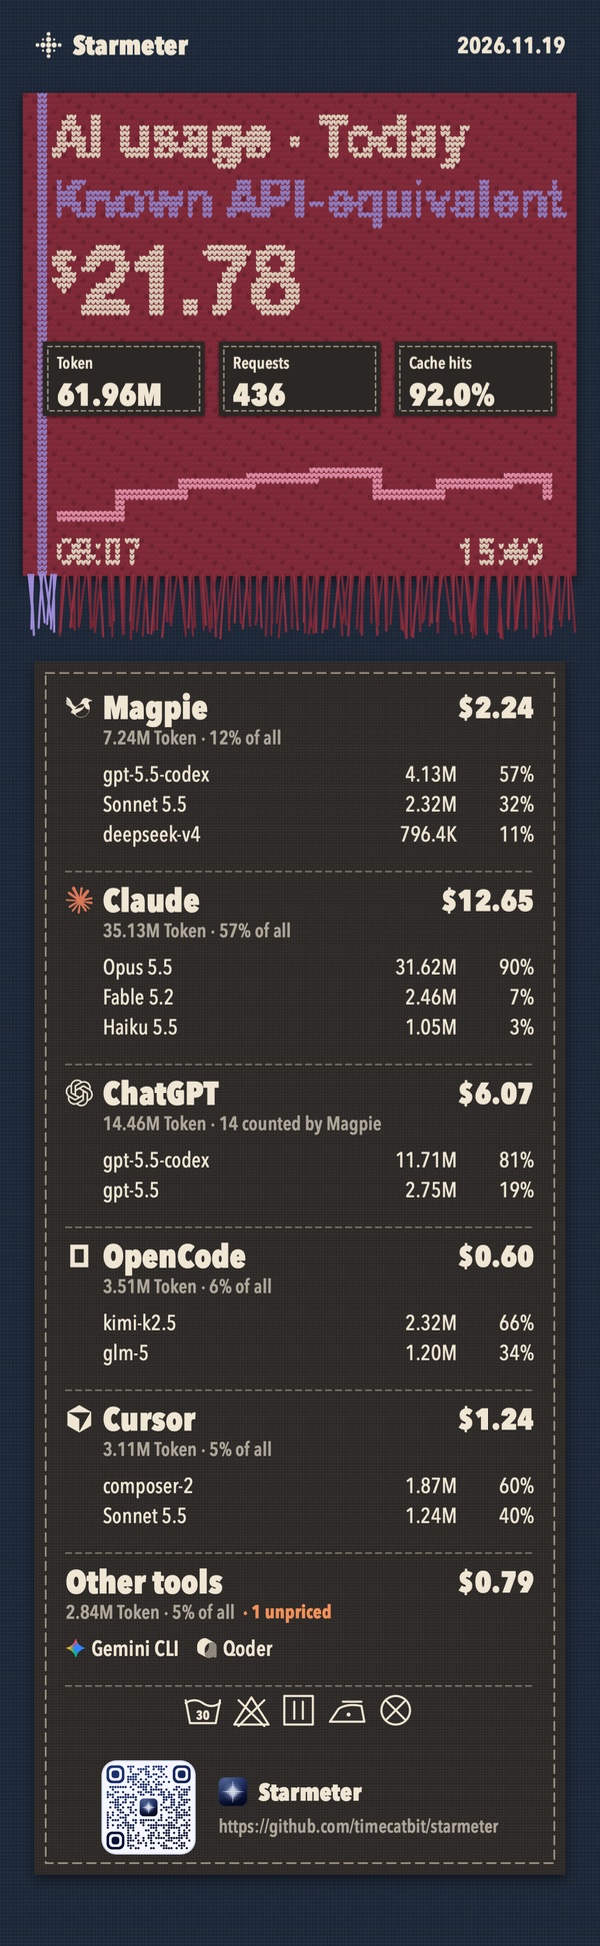 Starmeter 2026.11.19
AI usage · Today
Known API-equivalent
$21.78
Token Requests Cache hits
61.96M 436 92.0%
08:07 15:40
Magpie $2.24
7.24M Token · 12% of all
gpt-5.5-codex 4.13M 57%
Sonnet 5.5 2.32M 32%
deepseek-v4 796.4K 11%
Claude $12.65
35.13M Token · 57% of all
Opus 5.5 31.62M 90%
Fable 5.2 2.46M 7%
Haiku 5.5 1.05M 3%
ChatGPT $6.07
14.46M Token · 14 counted by Magpie
gpt-5.5-codex 11.71M 81%
gpt-5.5 2.75M 19%
OpenCode $0.60
3.51M Token · 6% of all
kimi-k2.5 2.32M 66%
glm-5 1.20M 34%
Cursor $1.24
3.11M Token · 5% of all
composer-2 1.87M 60%
Sonnet 5.5 1.24M 40%
Other tools $0.79
2.84M Token · 5% of all · 1 unpriced
Gemini CLI Qoder
30
Starmeter
https://github.com/timecatbit/starmeter